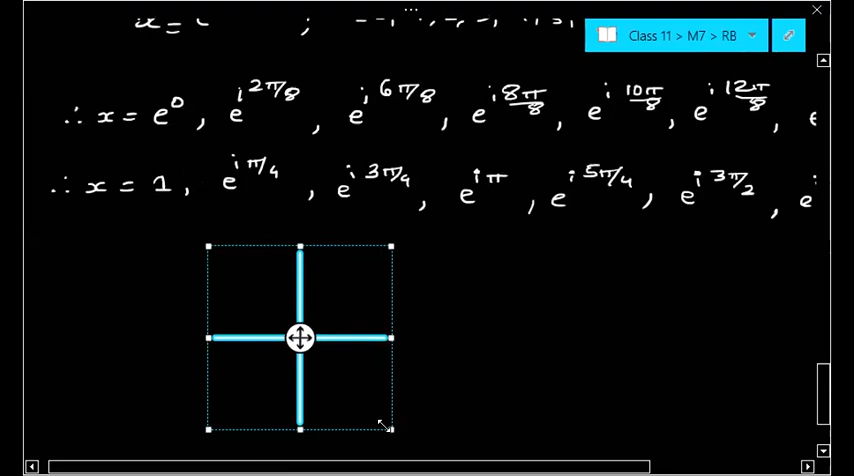 Class 11 > M7 > RB
∴ x = e^0, e^{i2π/8}, e^{i6π/8}, e^{i8π/8}, e^{i10π/8}, e^{i12π/8}, e
∴ x = 1, e^{iπ/4}, e^{i3π/4}, e^{iπ}, e^{i5π/4}, e^{i3π/2}, e^i